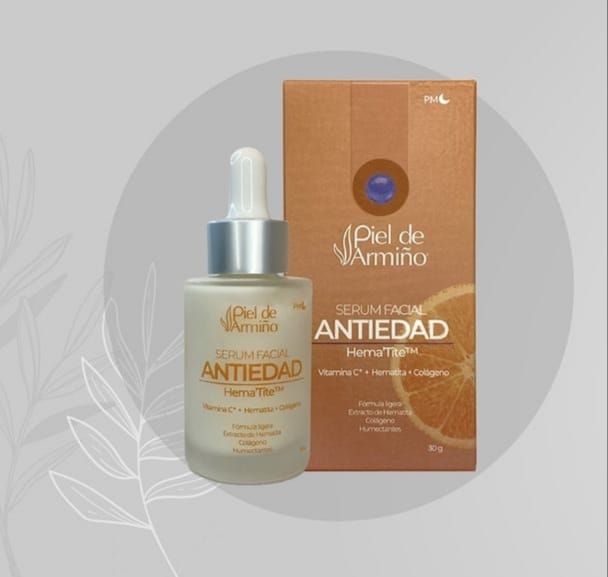 PM
Piel de
Armiño®
SERUM FACIAL
ANTIEDAD
Hema'Tite™
Vitamina C* + Hematita + Colágeno
Fórmula ligera
Extracto de Hematita
Colágeno
Humectantes
30 g
PM
Piel de
Armiño
SERUM FACIAL
ANTIEDAD
Hema'Tite™
Vitamina C* + Hematita + Colágeno
Fórmula ligera
Extracto de Hematita
Colágeno
Humectantes